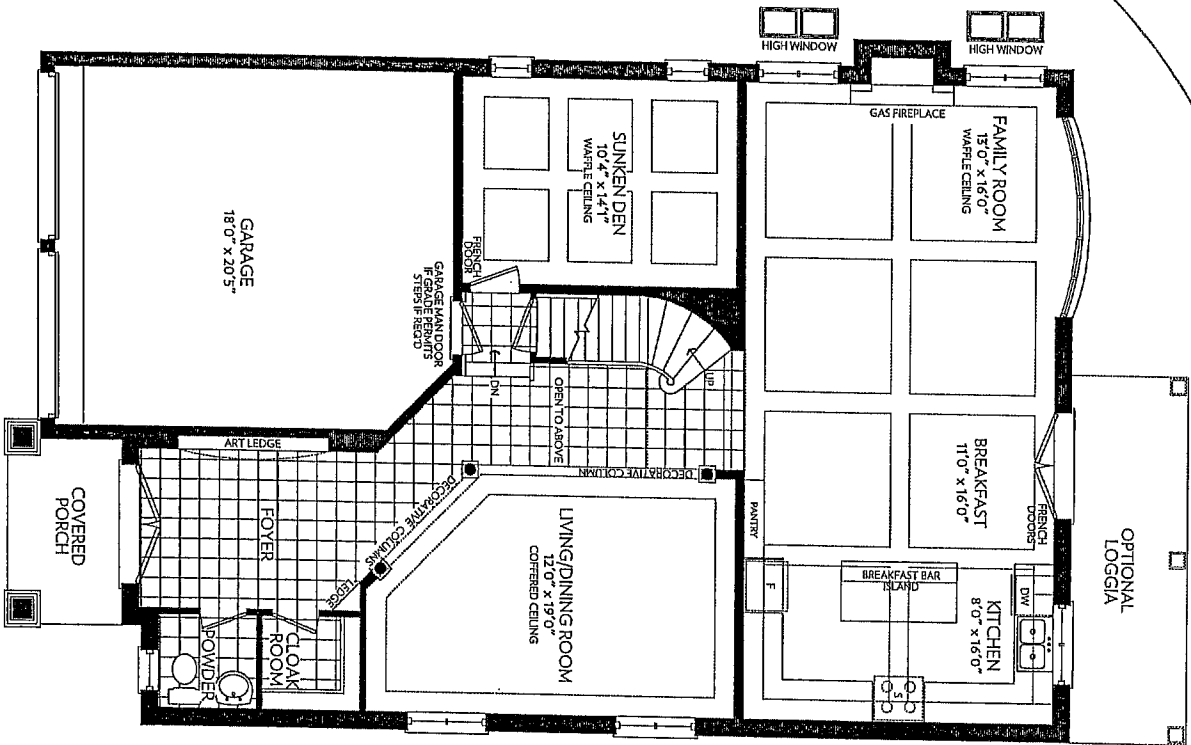 HIGH WINDOW
HIGH WINDOW
GAS FIREPLACE
FAMILY ROOM
13'0" x 16'0"
WAFFLE CEILING
SUNKEN DEN
10'4" x 14'1"
WAFFLE CEILING
FRENCH
DOOR
GARAGE
18'0" x 20'5"
GARAGE MAN DOOR
IF GRADE PERMITS
STEPS IF REQ'D
DN
UP
OPEN TO ABOVE
ART LEDGE
DECORATIVE COLUMN
DECORATIVE COLUMNS
LEDGE
FOYER
COVERED
PORCH
LIVING/DINING ROOM
12'0" x 19'0"
COFFERED CEILING
PANTRY
BREAKFAST
11'0" x 16'0"
FRENCH
DOORS
OPTIONAL
LOGGIA
BREAKFAST BAR
ISLAND
F
DW
KITCHEN
8'0" x 16'0"
S
CLOAK
ROOM
POWDER